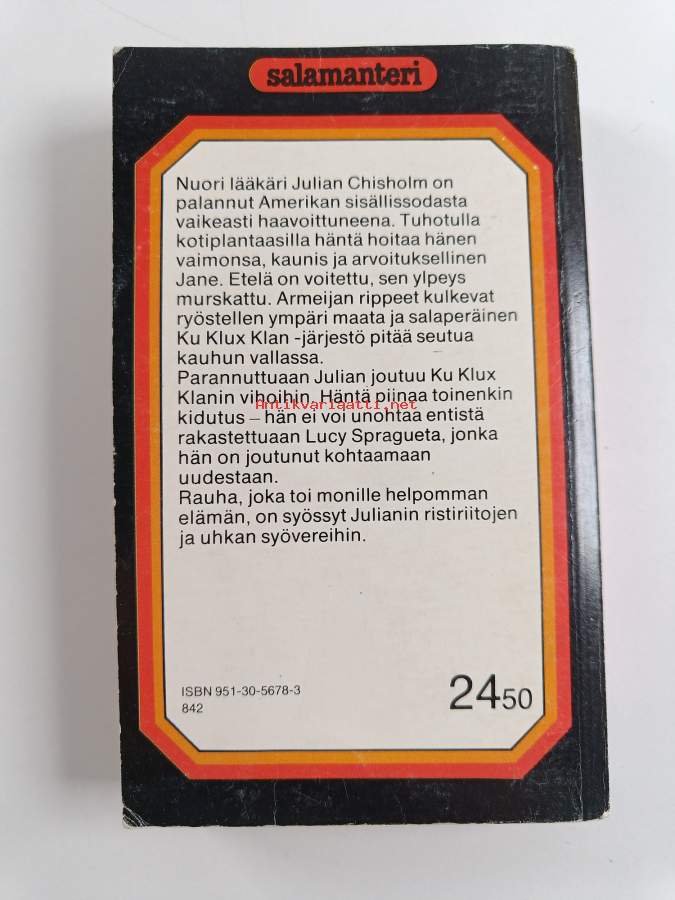 salamanteri
Nuori lääkäri Julian Chisholm on
palannut Amerikan sisällissodasta
vaikeasti haavoittuneena. Tuhotulla
kotiplantaasilla häntä hoitaa hänen
vaimonsa, kaunis ja arvoituksellinen
Jane. Etelä on voitettu, sen ylpeys
murskattu. Armeijan rippeet kulkevat
ryöstellen ympäri maata ja salaperäinen
Ku Klux Klan -järjestö pitää seutua
kauhun vallassa.
Parannuttuaan Julian joutuu Ku Klux
Klanin vihoihin. Häntä piinaa toinenkin
Antikvariaatti.net
kidutus – hän ei voi unohtaa entistä
rakastettuaan Lucy Spragueta, jonka
hän on joutunut kohtaamaan
uudestaan.
Rauha, joka toi monille helpomman
elämän, on syössyt Julianin ristiriitojen
ja uhkan syövereihin.
ISBN 951-30-5678-3
842
2450